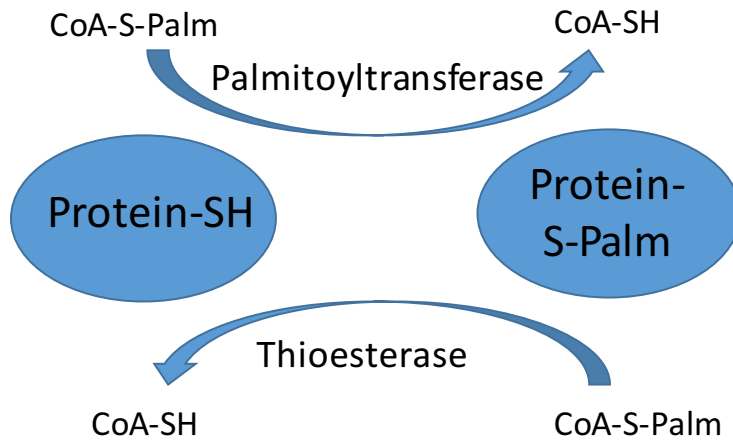 CoA-S-Palm
CoA-SH
Palmitoyltransferase
Protein-SH
Protein-
S-Palm
Thioesterase
CoA-SH
CoA-S-Palm